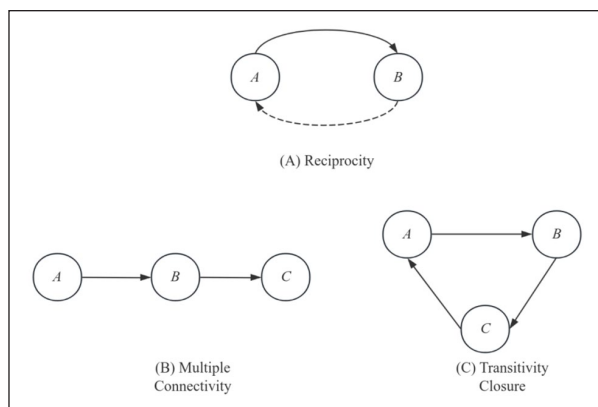 A
B
(A) Reciprocity
A
B
C
(B) Multiple
Connectivity
A
B
C
(C) Transitivity
Closure